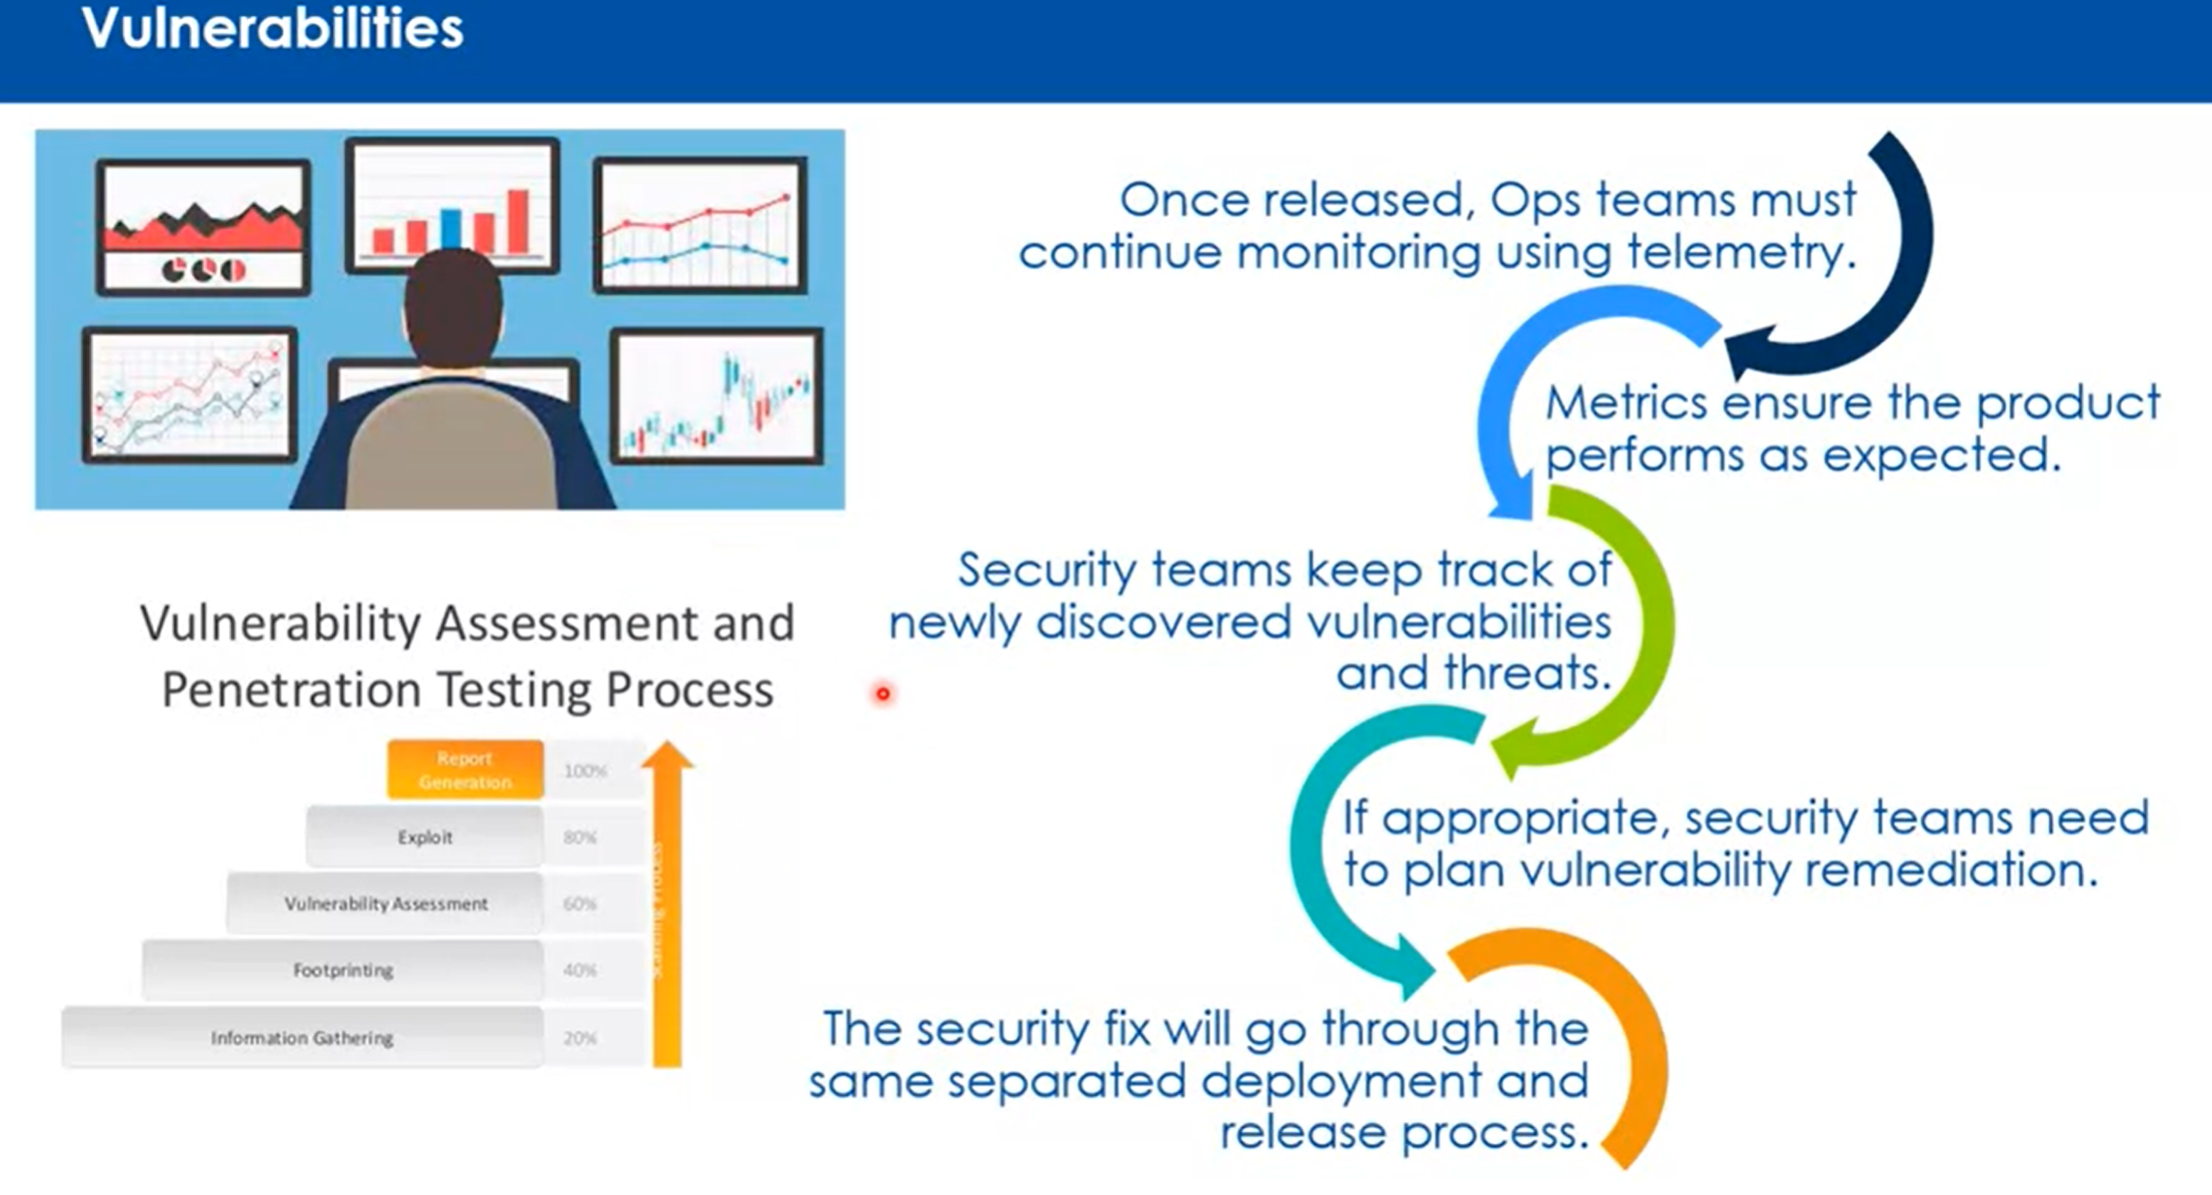 Vulnerabilities
Once released, Ops teams must
continue monitoring using telemetry.
Metrics ensure the product
performs as expected.
Security teams keep track of
newly discovered vulnerabilities
and threats.
If appropriate, security teams need
to plan vulnerability remediation.
The security fix will go through the
same separated deployment and
release process.
Vulnerability Assessment and
Penetration Testing Process
Report
Generation
100%
Exploit
80%
Vulnerability Assessment
60%
Footprinting
40%
Information Gathering
20%
Process